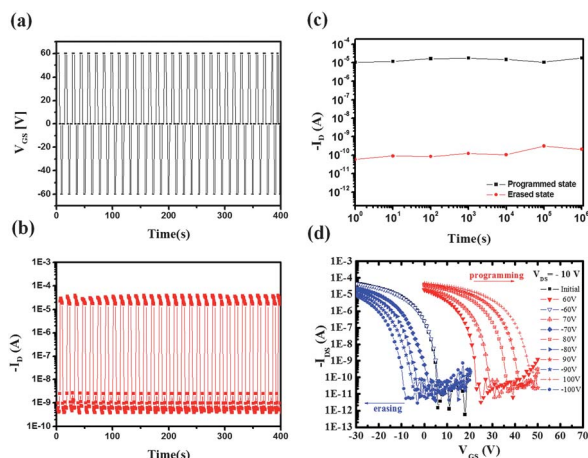 (a)
60
40
20
0
-20
-40
-60
V_GS [V]
0 100 200 300 400
Time(s)
(b)
1E-3
1E-4
1E-5
1E-6
1E-7
1E-8
1E-9
1E-10
-I_D (A)
0 100 200 300 400
Time(s)
(c)
10^-4
10^-5
10^-6
10^-7
10^-8
10^-9
10^-10
10^-11
10^-12
-I_D (A)
Programmed state
Erased state
10^0 10^1 10^2 10^3 10^4 10^5 10^6
Time(s)
(d)
1E-3
1E-4
1E-5
1E-6
1E-7
1E-8
1E-9
1E-10
1E-11
1E-12
1E-13
-I_DS (A)
programming
erasing
V_DS = - 10 V
Initial
60V
-60V
70V
-70V
80V
-80V
90V
-90V
100V
-100V
-30 -20 -10 0 10 20 30 40 50 60 70
V_GS (V)